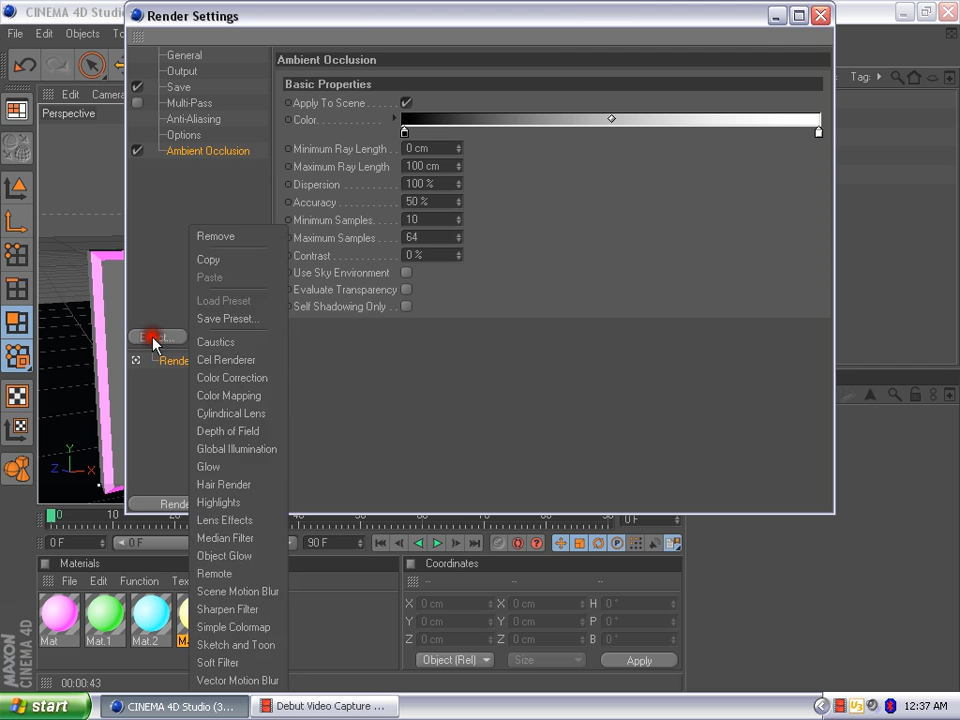 CINEMA 4D Studio
Render Settings
File Edit Objects
Tag:
General
Output
Save
Multi-Pass
Anti-Aliasing
Options
Ambient Occlusion
Ambient Occlusion
Basic Properties
Apply To Scene
Color
Minimum Ray Length 0 cm
Maximum Ray Length 100 cm
Dispersion 100 %
Accuracy 50 %
Minimum Samples 10
Maximum Samples 64
Contrast 0 %
Use Sky Environment
Evaluate Transparency
Self Shadowing Only
Edit
Perspective
Remove
Copy
Paste
Load Preset
Save Preset...
Caustics
Cel Renderer
Color Correction
Color Mapping
Cylindrical Lens
Depth of Field
Global Illumination
Glow
Hair Render
Highlights
Lens Effects
Median Filter
Object Glow
Remote
Scene Motion Blur
Sharpen Filter
Simple Colormap
Sketch and Toon
Soft Filter
Vector Motion Blur
Y
Z X
0 10
0 F
0 F 0 F 90 F
Materials
File Edit Function
Mat Mat.1 Mat.2
Coordinates
-- -- --
X 0 cm X 0 cm H 0 °
Y 0 cm Y 0 cm P 0 °
Z 0 cm Z 0 cm B 0 °
Object (Rel) Size Apply
MAXON
CINEMA 4D
00:00:43
start
CINEMA 4D Studio (3...
Debut Video Capture ...
12:37 AM